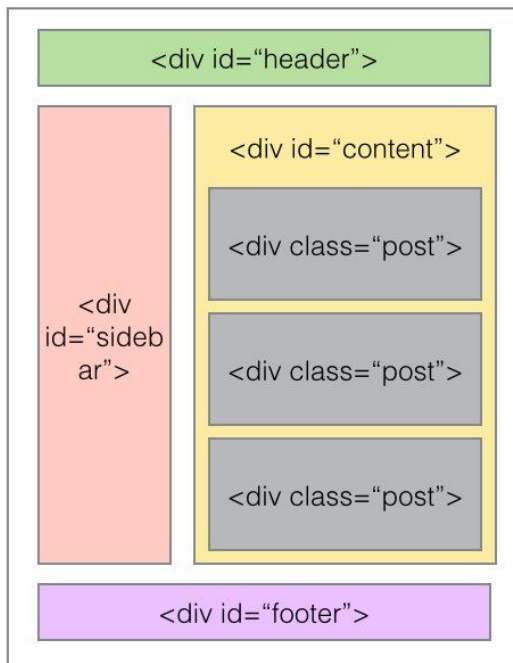 <div id=“header”>
<div
id=“sideb
ar”>
<div id=“content”>
<div class=“post”>
<div class=“post”>
<div class=“post”>
<div id=“footer”>